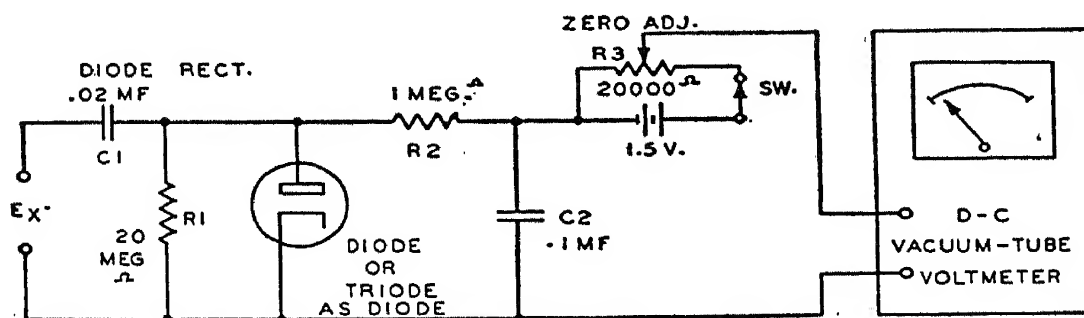 ZERO ADJ.
DIODE RECT.
.02 MF
C1
1 MEG. Ω
R2
R3
20000 Ω
SW.
1.5 V.
EX
R1
20
MEG
Ω
DIODE
OR
TRIODE
AS DIODE
C2
.1 MF
D-C
VACUUM-TUBE
VOLTMETER